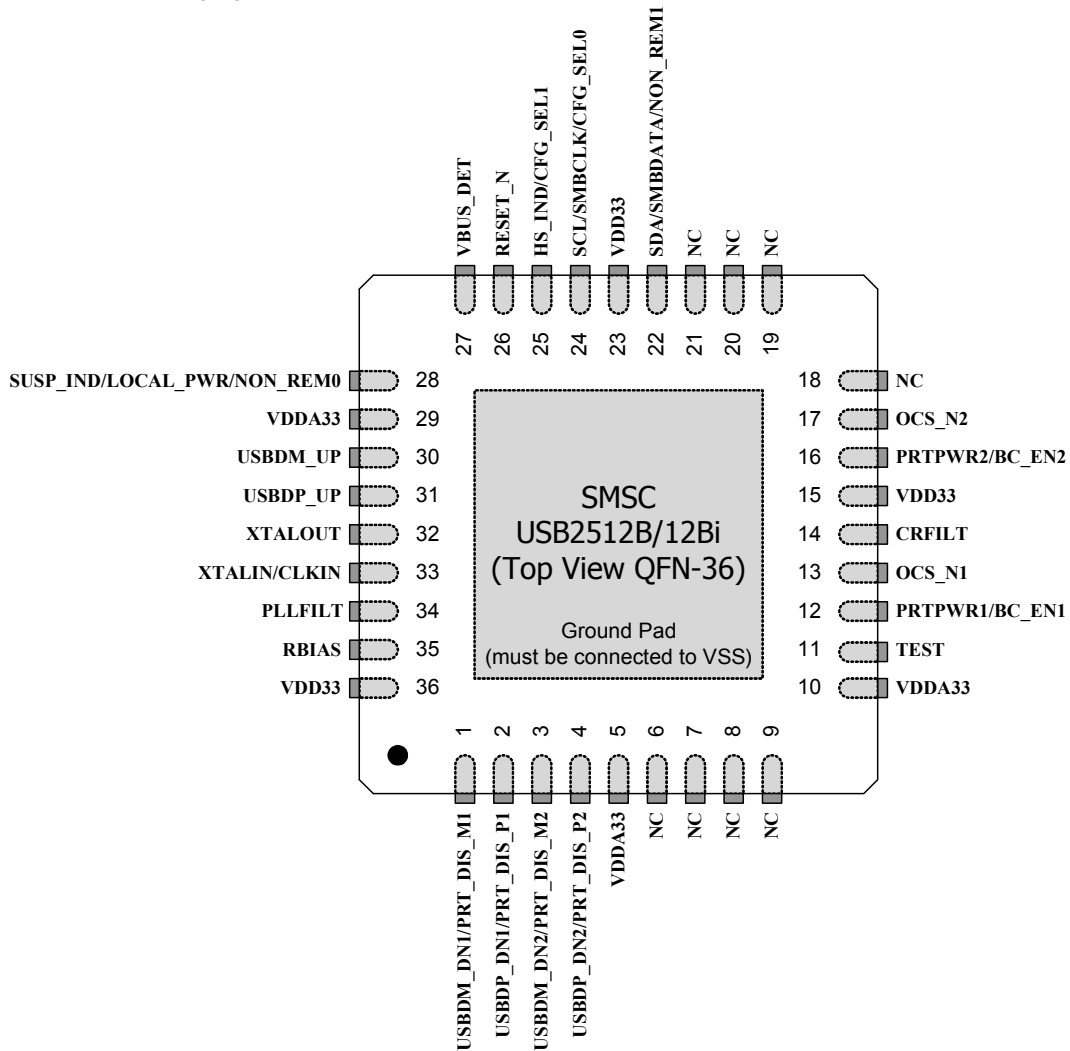 VBUS_DET
RESET_N
HS_IND/CFG_SEL1
SCL/SMBCLK/CFG_SEL0
VDD33
SDA/SMBDATA/NON_REM1
NC
NC
NC
27
26
25
24
23
22
21
20
19
SUSP_IND/LOCAL_PWR/NON_REM0 28
VDDA33 29
USBDM_UP 30
USBDP_UP 31
XTALOUT 32
XTALIN/CLKIN 33
PLLFILT 34
RBIAS 35
VDD33 36
SMSC
USB2512B/12Bi
(Top View QFN-36)
Ground Pad
(must be connected to VSS)
18 NC
17 OCS_N2
16 PRTPWR2/BC_EN2
15 VDD33
14 CRFILT
13 OCS_N1
12 PRTPWR1/BC_EN1
11 TEST
10 VDDA33
1
2
3
4
5
6
7
8
9
USBDM_DN1/PRT_DIS_M1
USBDP_DN1/PRT_DIS_P1
USBDM_DN2/PRT_DIS_M2
USBDP_DN2/PRT_DIS_P2
VDDA33
NC
NC
NC
NC